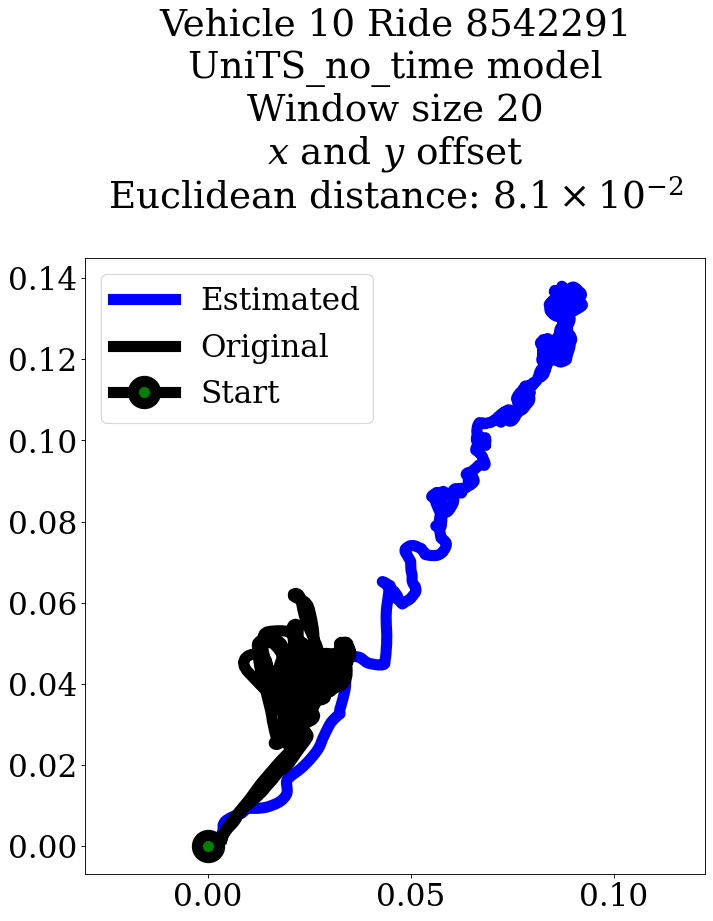 Vehicle 10 Ride 8542291
UniTS_no_time model
Window size 20
x and y offset
Euclidean distance: 8.1 × 10⁻²
Estimated
Original
Start
0.14
0.12
0.10
0.08
0.06
0.04
0.02
0.00
0.00 0.05 0.10